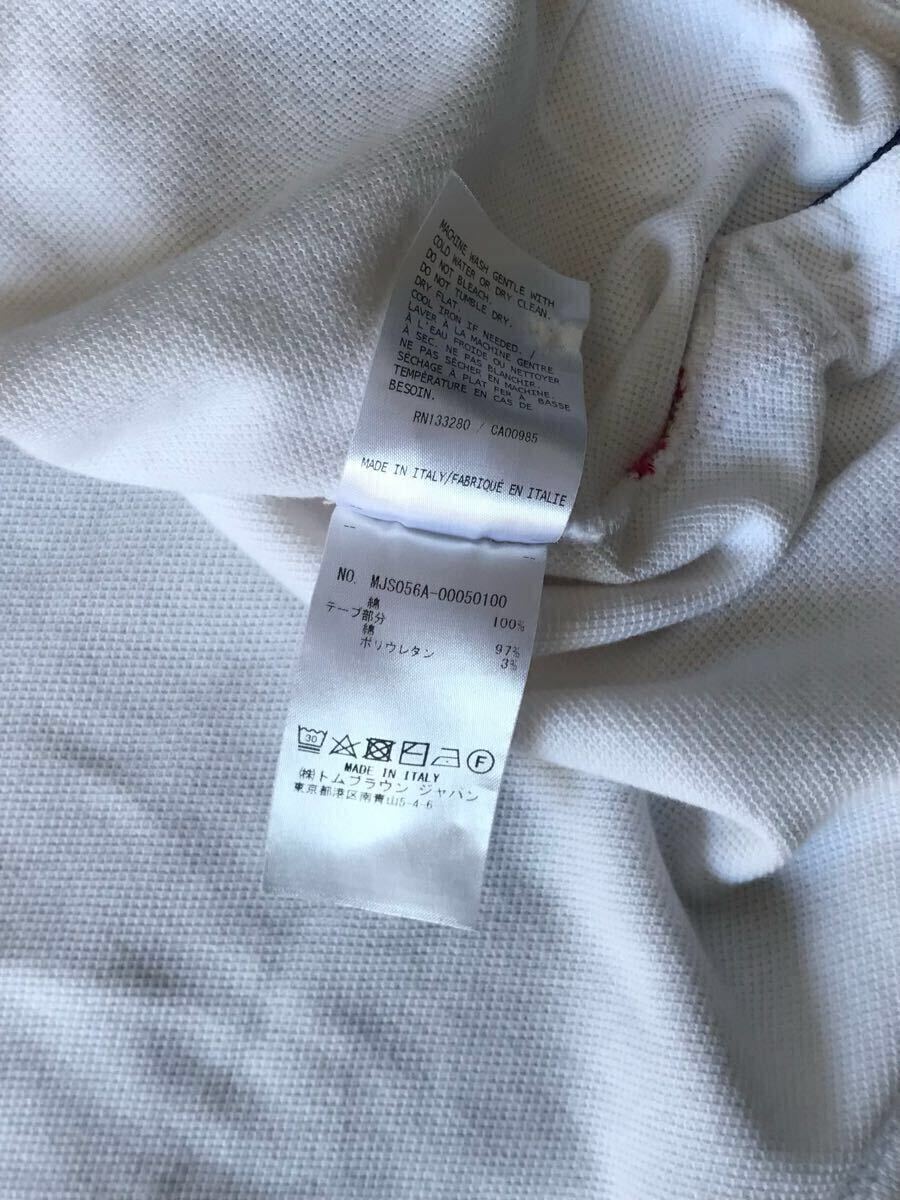 MACHINE WASH GENTLE WITH
COLD WATER OR DRY CLEAN.
DO NOT BLEACH.
DO NOT TUMBLE DRY.
DRY FLAT.
COOL IRON IF NEEDED. /
LAVER À LA MACHINE GENTRE
À L'EAU FROIDE OU NETTOYER
À SEC. NE PAS BLANCHIR.
NE PAS SÉCHER EN MACHINE.
SÉCHAGE À PLAT FER À BASSE
TEMPÉRATURE EN CAS DE
BESOIN.
RN133280 / CA00985
MADE IN ITALY/FABRIQUÉ EN ITALIE
NO. MJS056A-00050100
綿 100%
テープ部分
綿 97%
ポリウレタン 3%
30 F
MADE IN ITALY
(株)トムブラウン ジャパン
東京都港区南青山5-4-6